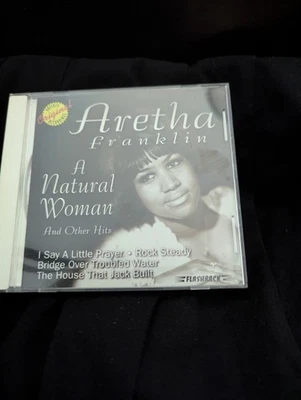 Aretha
Franklin
A
Natural
Woman
And Other Hits
I Say A Little Prayer • Rock Steady
Bridge Over Troubled Water
The House That Jack Built
FLASHBACK